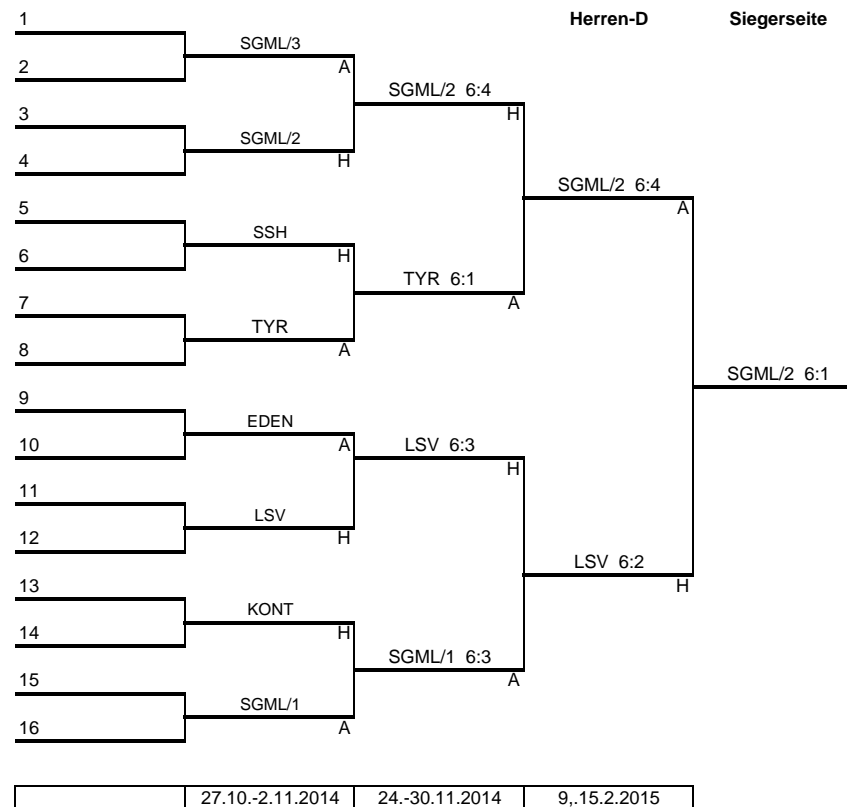 1 Herren-D Siegerseite
SGML/3
2 A
SGML/2 6:4
3 H
SGML/2
4 H
SGML/2 6:4
5 A
SSH
6 H
TYR 6:1
7 A
TYR
8 A
SGML/2 6:1
9
EDEN
10 A LSV 6:3
11 H
LSV
12 H
LSV 6:2
13 H
KONT
14 H
SGML/1 6:3
15 A
SGML/1
16 A
27.10.-2.11.2014 24.-30.11.2014 9,.15.2.2015